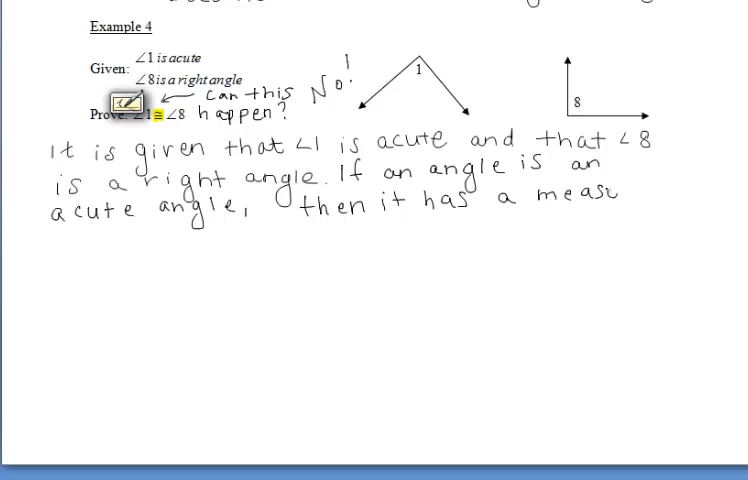 Example 4
Given: ∠1 is acute
∠8 is a right angle
Prove: ∠1 ≅ ∠8
can this
happen?
No!
1
8
It is given that ∠1 is acute and that ∠8
is a right angle. If an angle is an
acute angle, then it has a meas